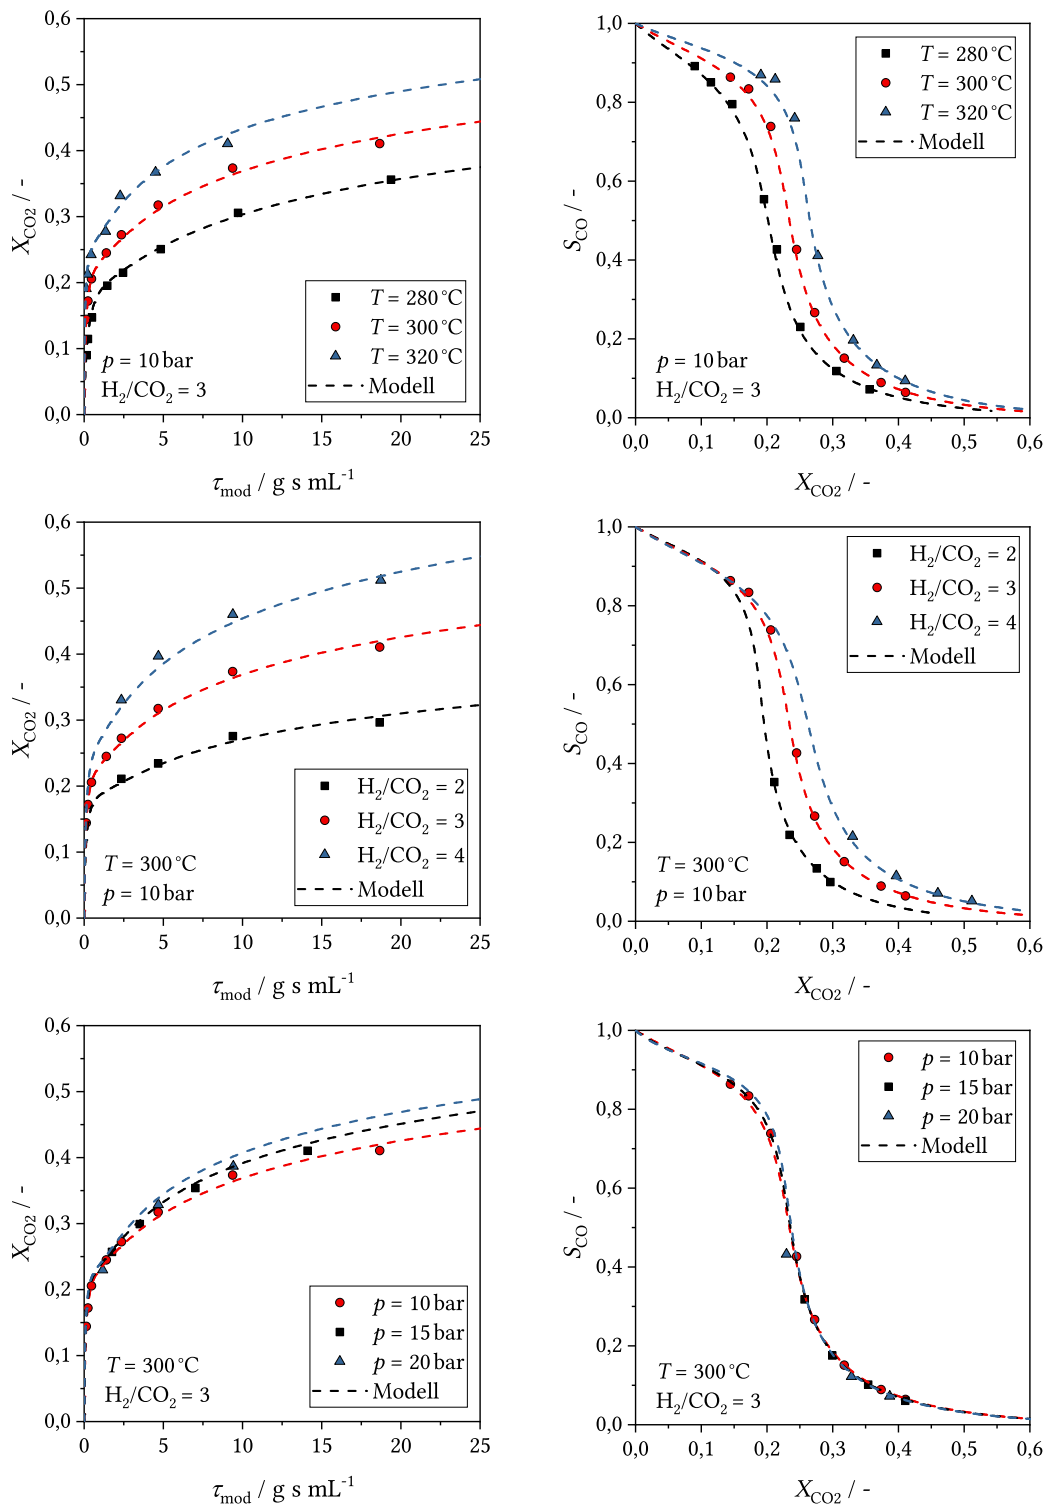 0,6
0,5
0,4
0,3
0,2
0,1
0,0
X_CO2 / -
T = 280 °C
T = 300 °C
T = 320 °C
Modell
p = 10 bar
H₂/CO₂ = 3
0 5 10 15 20 25
τ_mod / g s mL⁻¹
1,0
0,8
0,6
0,4
0,2
0,0
S_CO / -
T = 280 °C
T = 300 °C
T = 320 °C
Modell
p = 10 bar
H₂/CO₂ = 3
0,0 0,1 0,2 0,3 0,4 0,5 0,6
X_CO2 / -
0,6
0,5
0,4
0,3
0,2
0,1
0,0
X_CO2 / -
H₂/CO₂ = 2
H₂/CO₂ = 3
H₂/CO₂ = 4
Modell
T = 300 °C
p = 10 bar
0 5 10 15 20 25
τ_mod / g s mL⁻¹
1,0
0,8
0,6
0,4
0,2
0,0
S_CO / -
H₂/CO₂ = 2
H₂/CO₂ = 3
H₂/CO₂ = 4
Modell
T = 300 °C
p = 10 bar
0,0 0,1 0,2 0,3 0,4 0,5 0,6
X_CO2 / -
0,6
0,5
0,4
0,3
0,2
0,1
0,0
X_CO2 / -
p = 10 bar
p = 15 bar
p = 20 bar
Modell
T = 300 °C
H₂/CO₂ = 3
0 5 10 15 20 25
τ_mod / g s mL⁻¹
1,0
0,8
0,6
0,4
0,2
0,0
S_CO / -
p = 10 bar
p = 15 bar
p = 20 bar
Modell
T = 300 °C
H₂/CO₂ = 3
0,0 0,1 0,2 0,3 0,4 0,5 0,6
X_CO2 / -